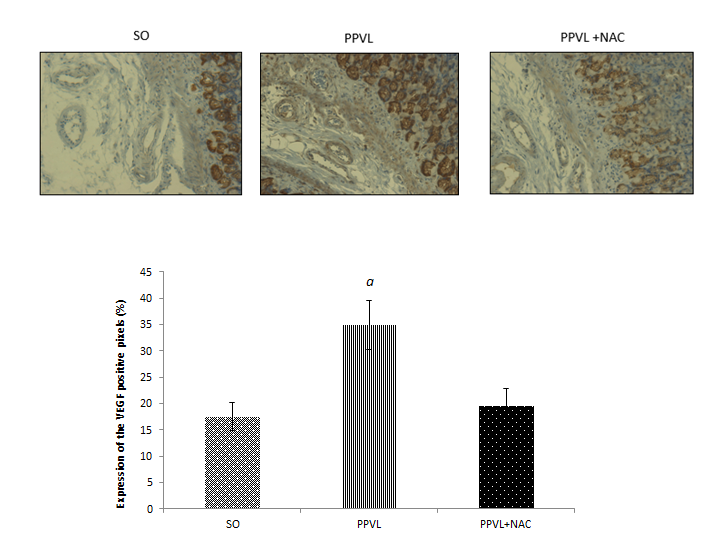 SO
PPVL
PPVL +NAC
Expression of the VEGF positive pixels (%)
45
40
35
30
25
20
15
10
5
0
a
SO
PPVL
PPVL+NAC